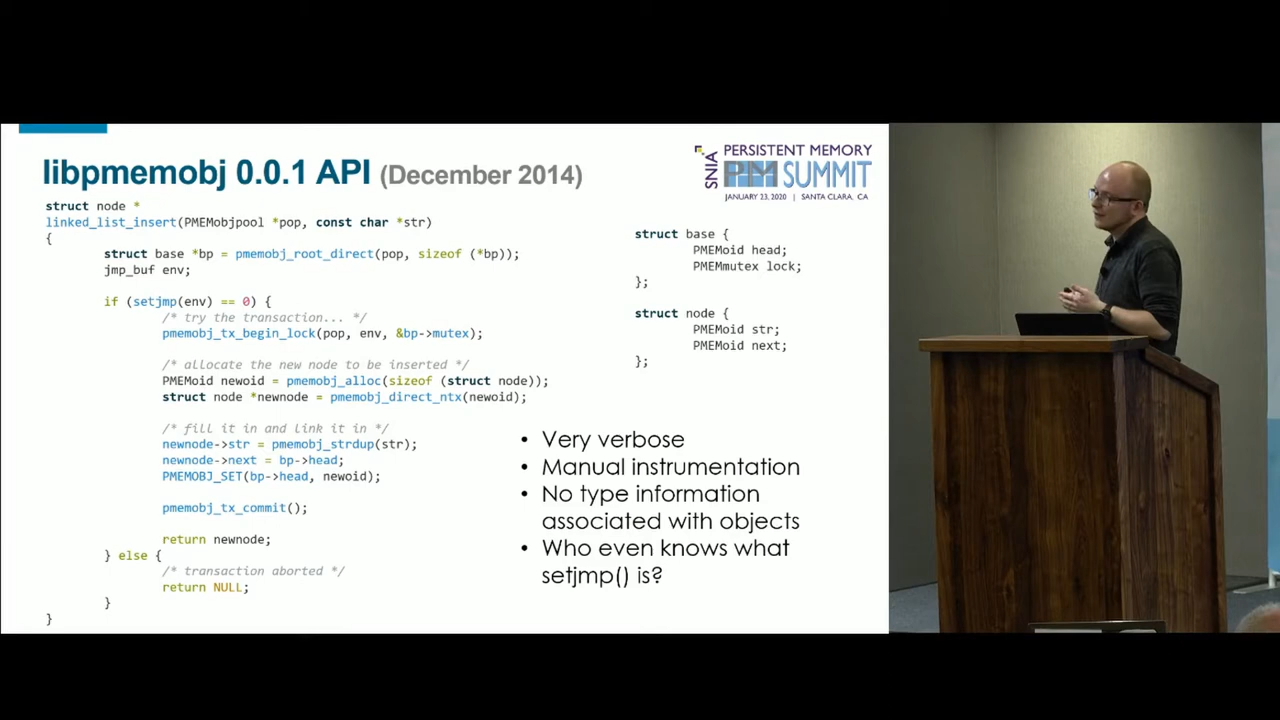 libpmemobj 0.0.1 API (December 2014)
SNIA
PERSISTENT MEMORY
PM SUMMIT
JANUARY 23, 2020 | SANTA CLARA, CA
struct node *
linked_list_insert(PMEMobjpool *pop, const char *str)
{
struct base *bp = pmemobj_root_direct(pop, sizeof (*bp));
jmp_buf env;
if (setjmp(env) == 0) {
/* try the transaction... */
pmemobj_tx_begin_lock(pop, env, &bp->mutex);
/* allocate the new node to be inserted */
PMEMoid newoid = pmemobj_alloc(sizeof (struct node));
struct node *newnode = pmemobj_direct_ntx(newoid);
/* fill it in and link it in */
newnode->str = pmemobj_strdup(str);
newnode->next = bp->head;
PMEMOBJ_SET(bp->head, newoid);
pmemobj_tx_commit();
return newnode;
} else {
/* transaction aborted */
return NULL;
}
}
struct base {
PMEMoid head;
PMEMmutex lock;
};
struct node {
PMEMoid str;
PMEMoid next;
};
• Very verbose
• Manual instrumentation
• No type information
associated with objects
• Who even knows what
setjmp() is?